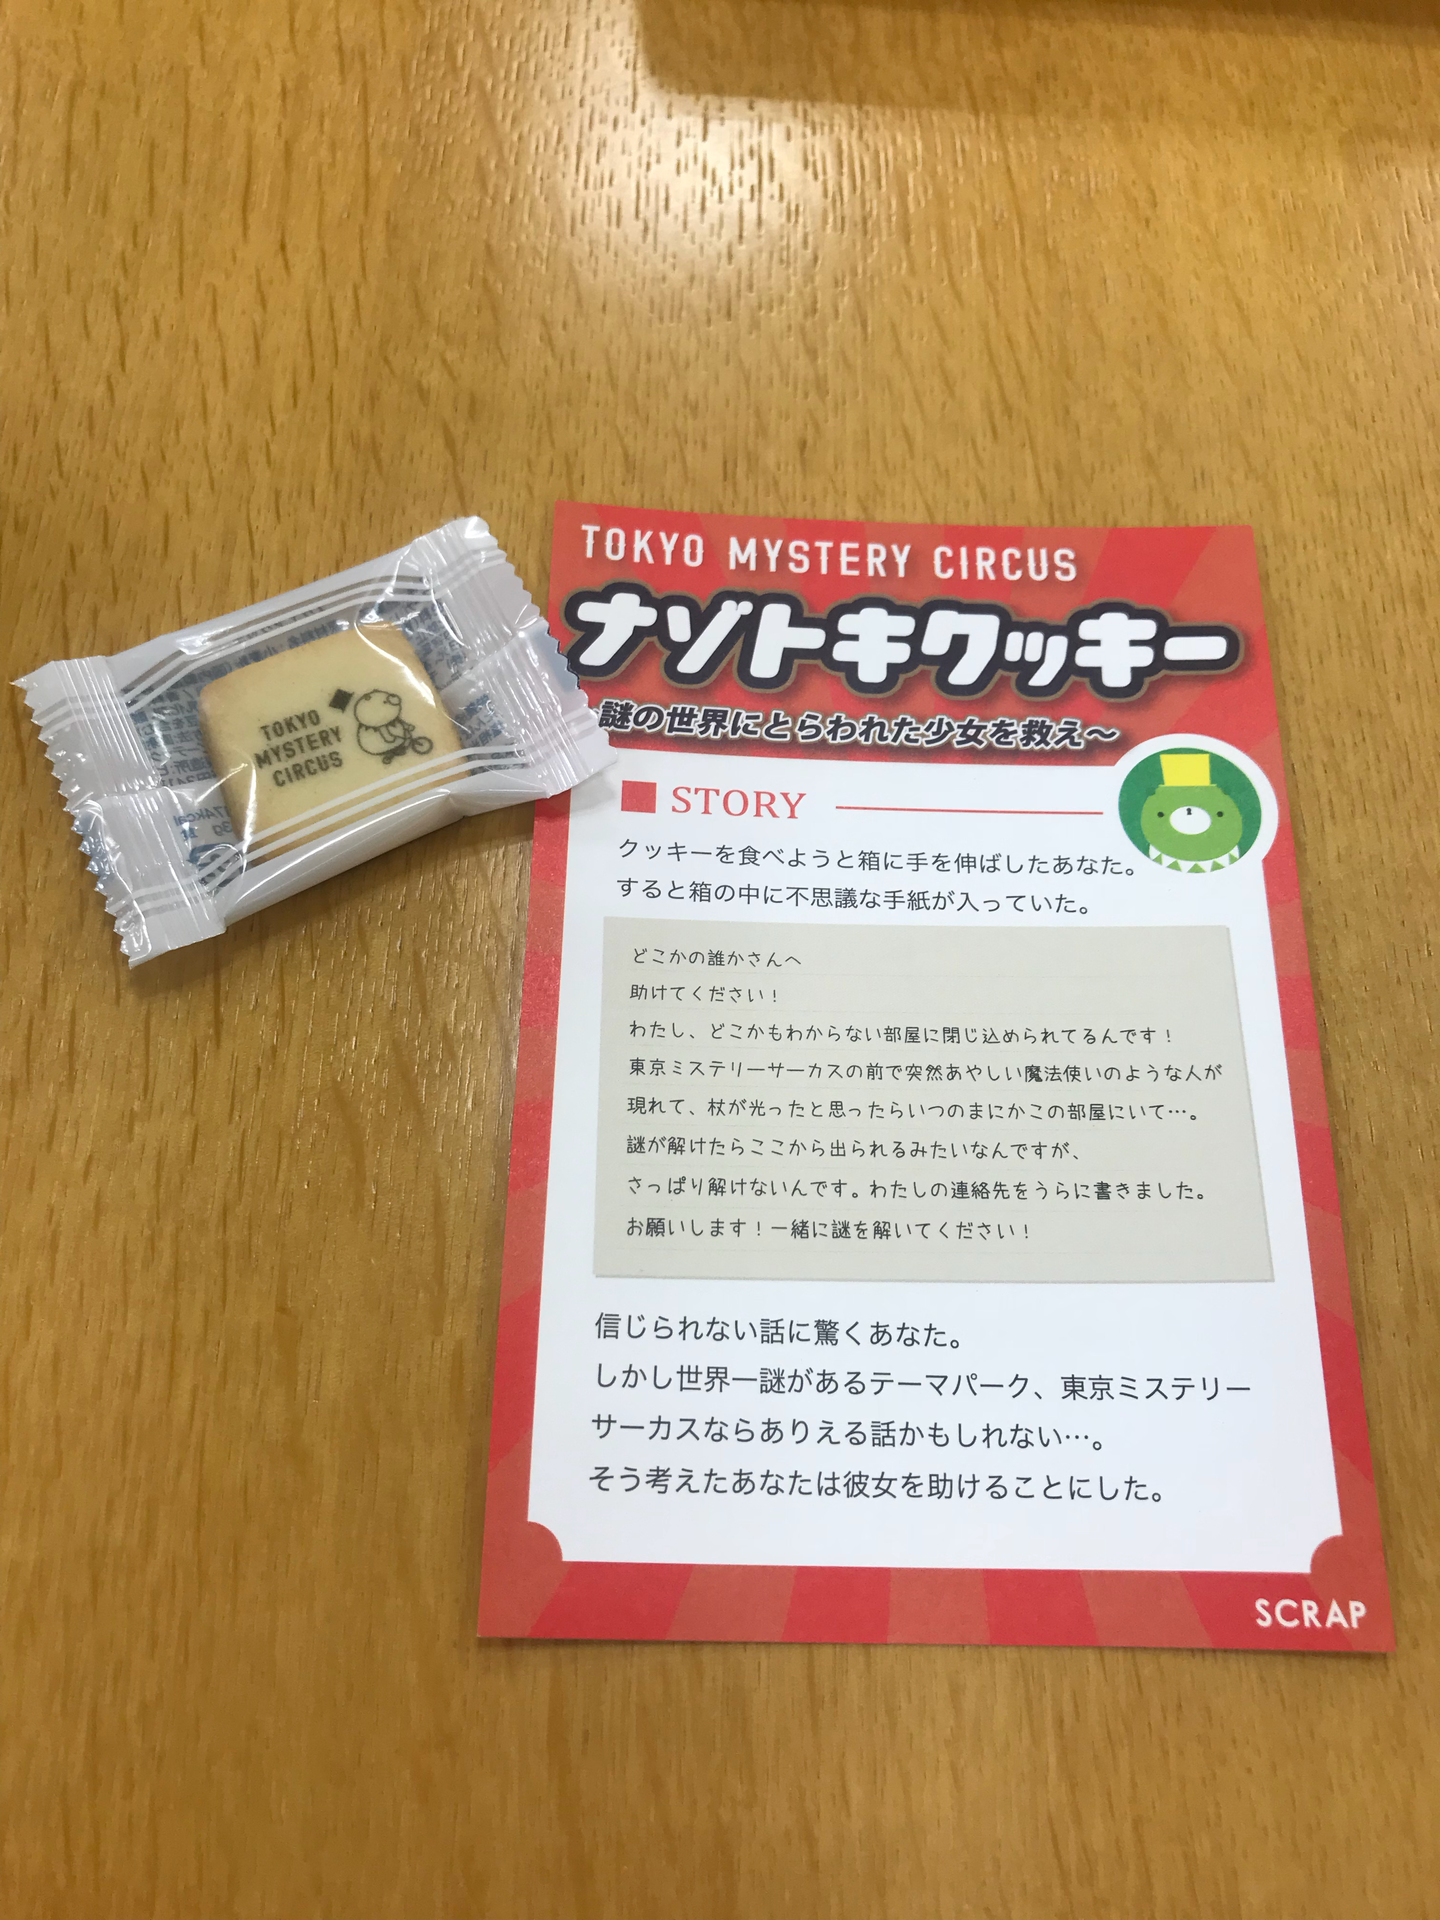 TOKYO
MYSTERY
CIRCUS
TOKYO MYSTERY CIRCUS
ナゾトキクッキー
謎の世界にとらわれた少女を救え〜
■ STORY
クッキーを食べようと箱に手を伸ばしたあなた。
すると箱の中に不思議な手紙が入っていた。
どこかの誰かさんへ
助けてください！
わたし、どこかもわからない部屋に閉じ込められてるんです！
東京ミステリーサーカスの前で突然あやしい魔法使いのような人が
現れて、杖が光ったと思ったらいつのまにかこの部屋にいて…。
謎が解けたらここから出られるみたいなんですが、
さっぱり解けないんです。わたしの連絡先をうらに書きました。
お願いします！一緒に謎を解いてください！
信じられない話に驚くあなた。
しかし世界一謎があるテーマパーク、東京ミステリー
サーカスならありえる話かもしれない…。
そう考えたあなたは彼女を助けることにした。
SCRAP